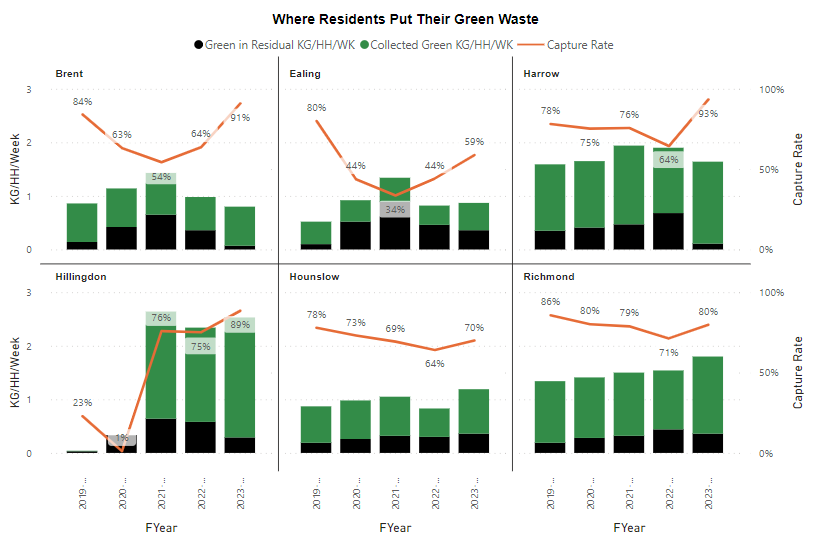 Where Residents Put Their Green Waste
Green in Residual KG/HH/WK Collected Green KG/HH/WK Capture Rate
Brent Ealing Harrow
KG/HH/Week
3
2
1
0
84% 63% 54% 64% 91%
80% 44% 34% 44% 59%
78% 75% 76% 64% 93%
100%
50%
0%
Capture Rate
Hillingdon Hounslow Richmond
KG/HH/Week
3
2
1
0
23% 1% 76% 75% 89%
78% 73% 69% 64% 70%
86% 80% 79% 71% 80%
100%
50%
0%
Capture Rate
2019 -... 2020 -... 2021 -... 2022 -... 2023 -... 2019 -... 2020 -... 2021 -... 2022 -... 2023 -... 2019 -... 2020 -... 2021 -... 2022 -... 2023 -...
FYear FYear FYear